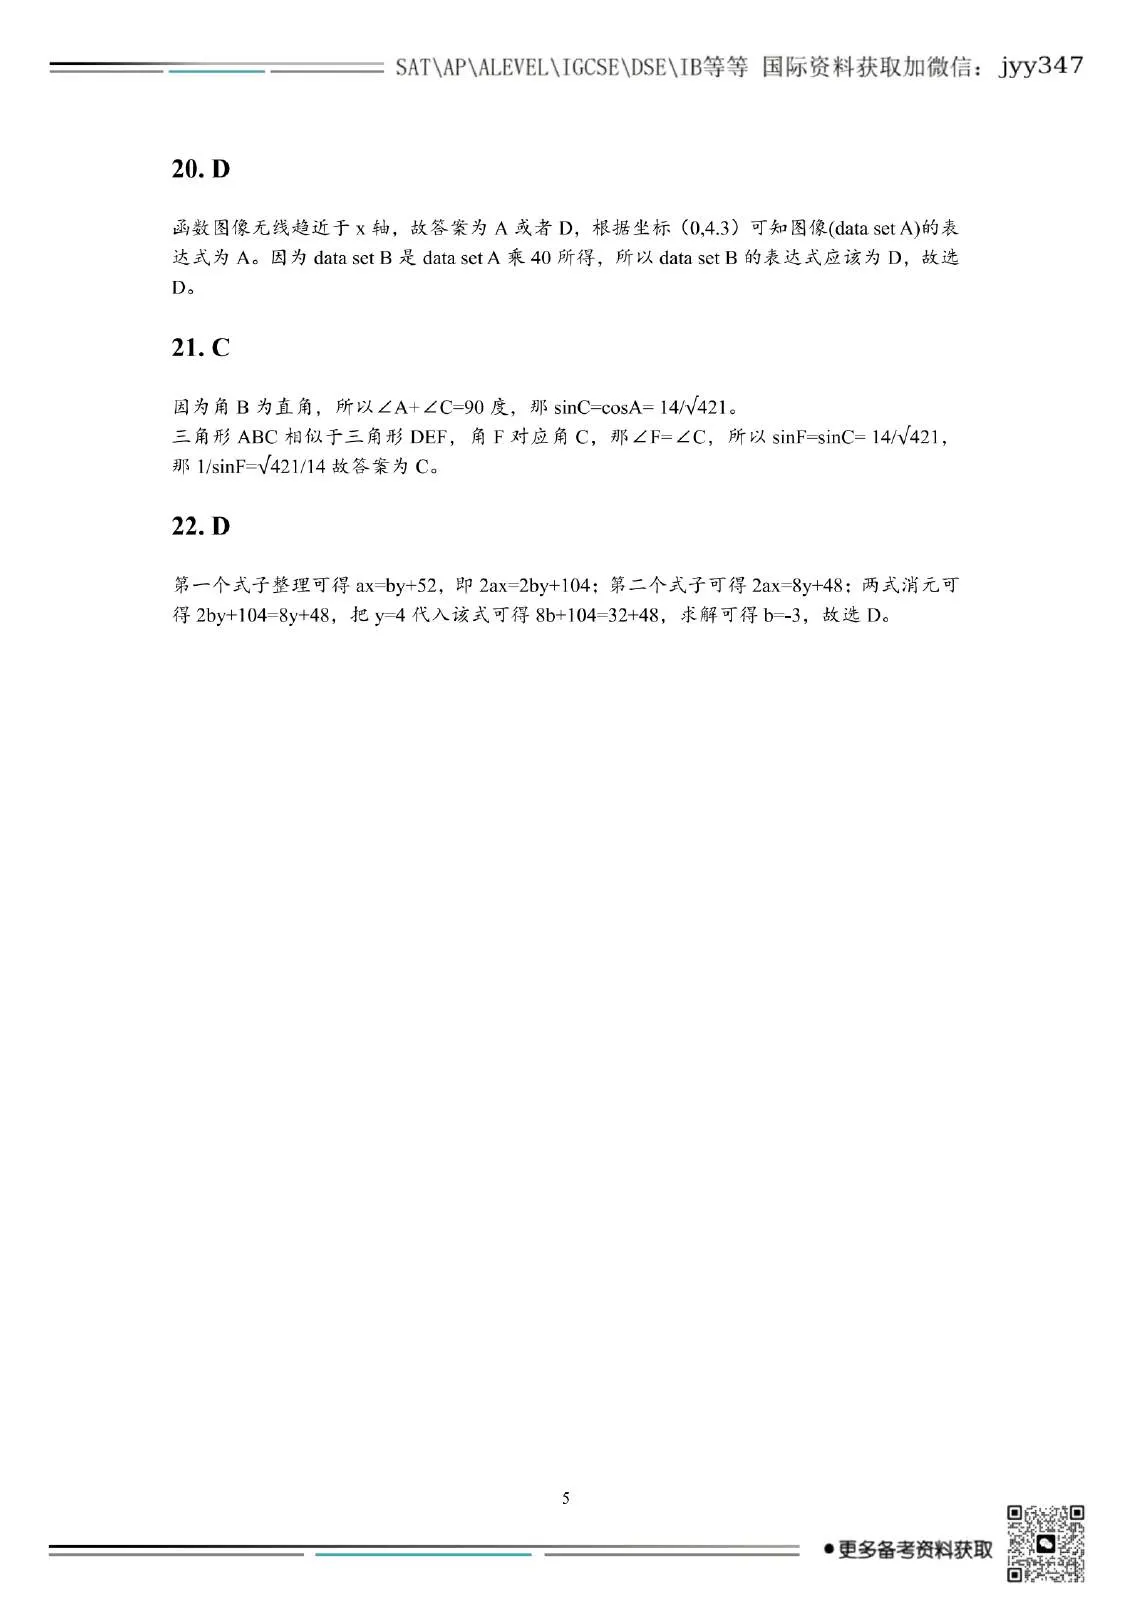 SAT\AP\ALEVEL\IGCSE\DSE\IB等等 国际资料获取加微信：jyy347
20. D
函数图像无线趋近于 x 轴，故答案为 A 或者 D，根据坐标（0,4.3）可知图像(data set A)的表
达式为 A。因为 data set B 是 data set A 乘 40 所得，所以 data set B 的表达式应该为 D，故选
D。
21. C
因为角 B 为直角，所以∠A+∠C=90 度，那 sinC=cosA= 14/√421。
三角形 ABC 相似于三角形 DEF，角 F 对应角 C，那∠F=∠C，所以 sinF=sinC= 14/√421，
那 1/sinF=√421/14 故答案为 C。
22. D
第一个式子整理可得 ax=by+52，即 2ax=2by+104；第二个式子可得 2ax=8y+48；两式消元可
得 2by+104=8y+48，把 y=4 代入该式可得 8b+104=32+48，求解可得 b=-3，故选 D。
5
●更多备考资料获取